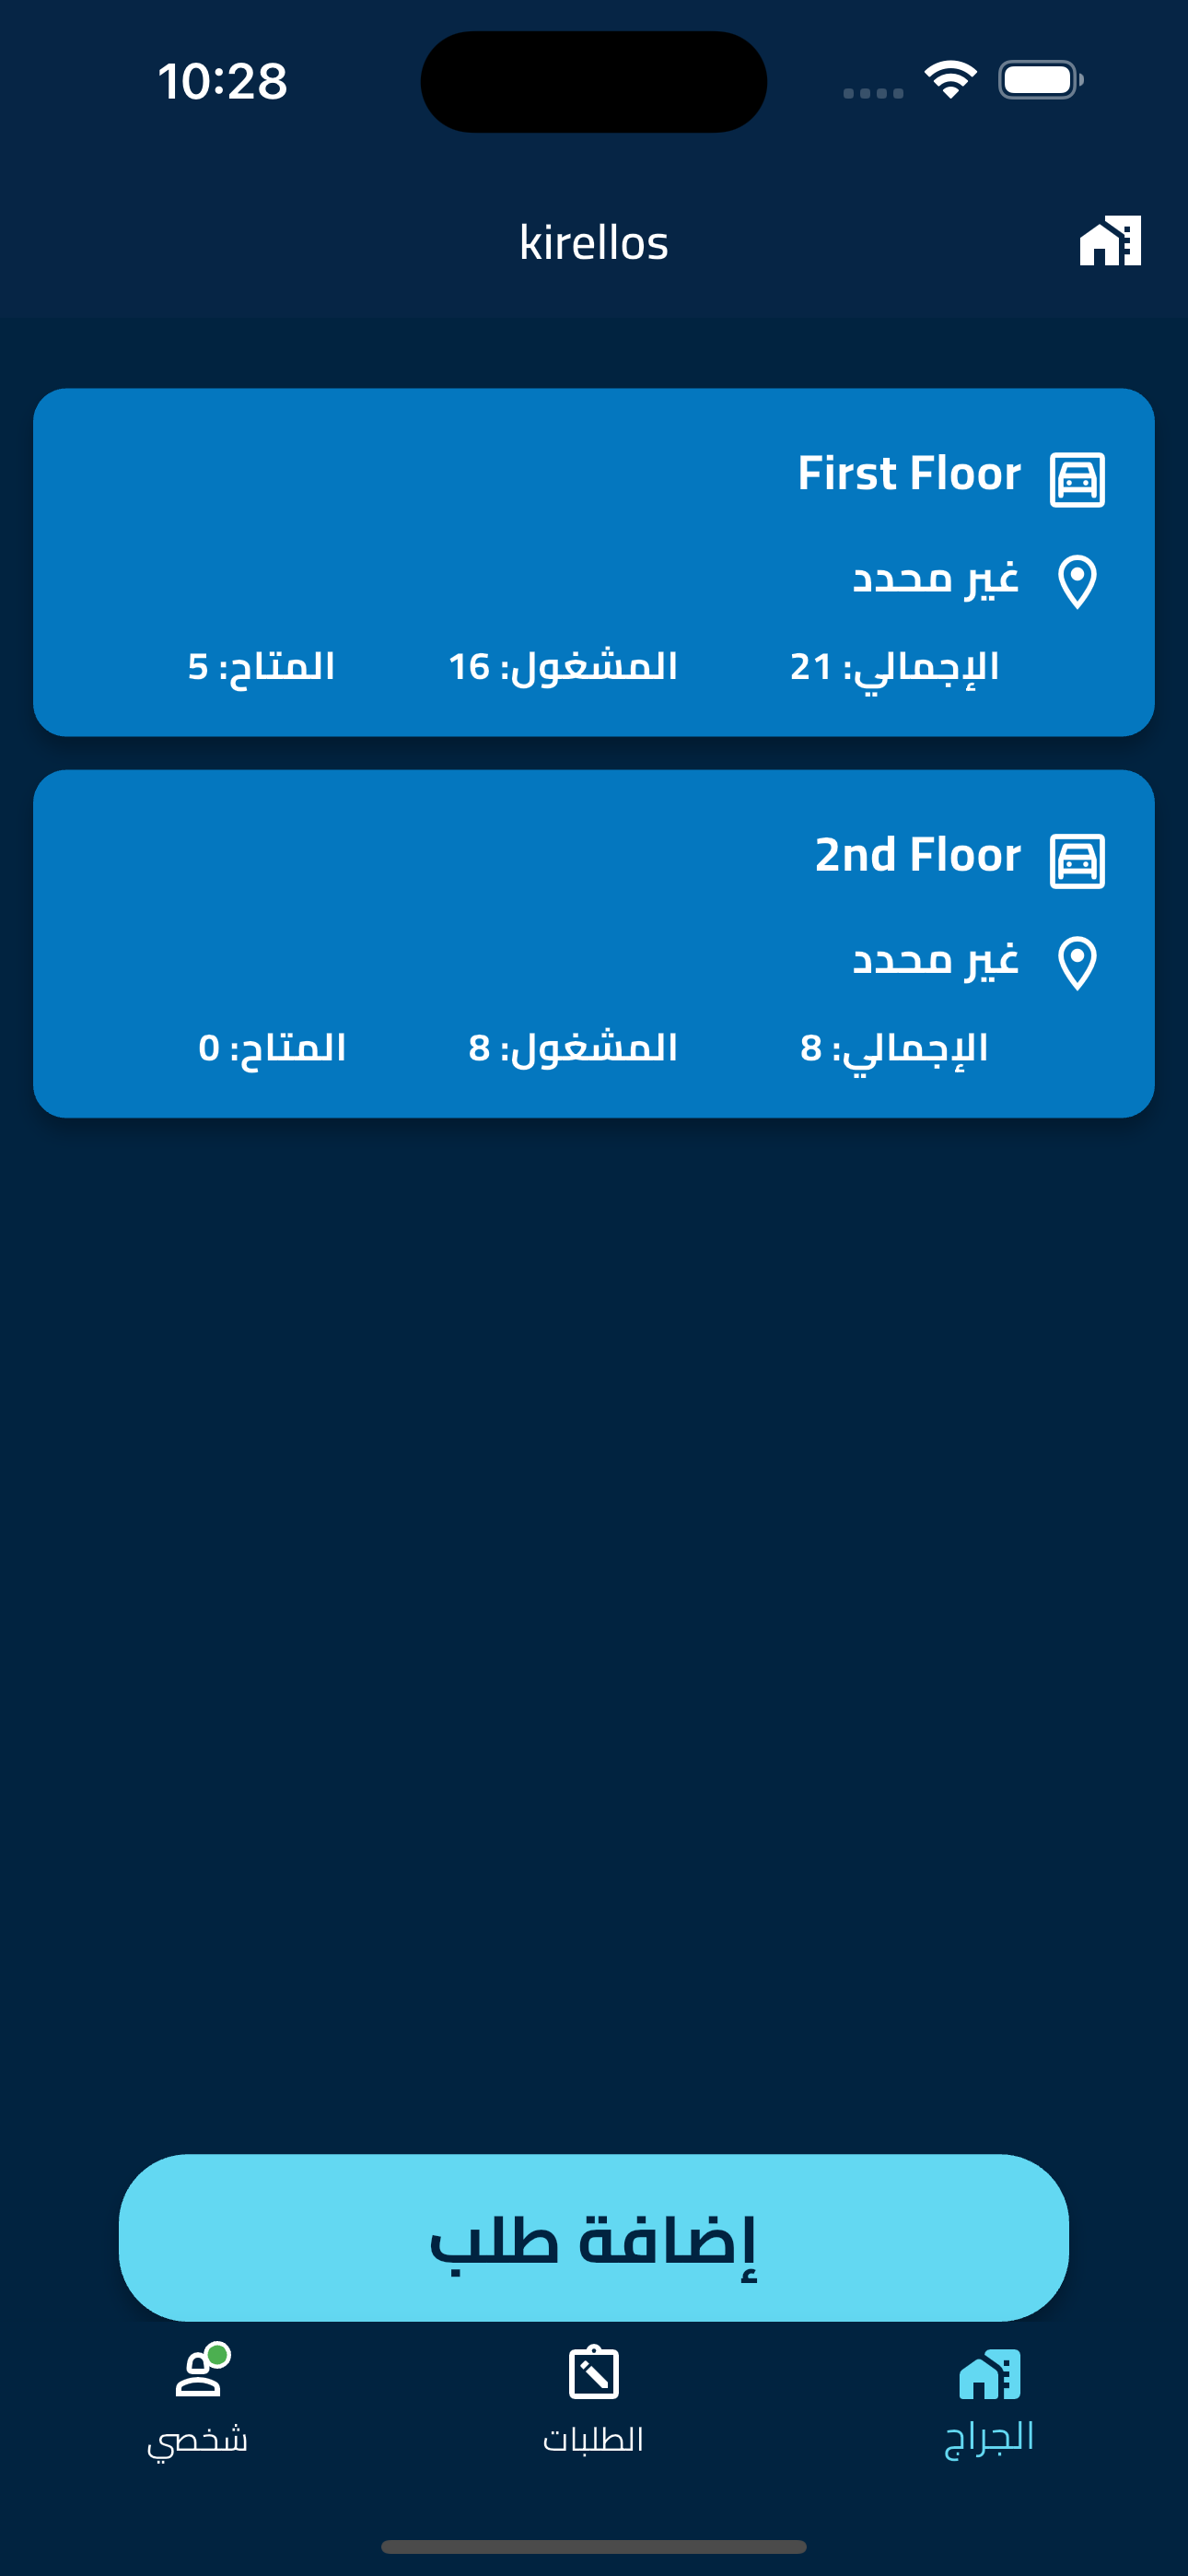 10:28
kirellos
First Floor
غير محدد
الإجمالي: 21 المشغول: 16 المتاح: 5
2nd Floor
غير محدد
الإجمالي: 8 المشغول: 8 المتاح: 0
إضافة طلب
الجراج الطلبات شخصي